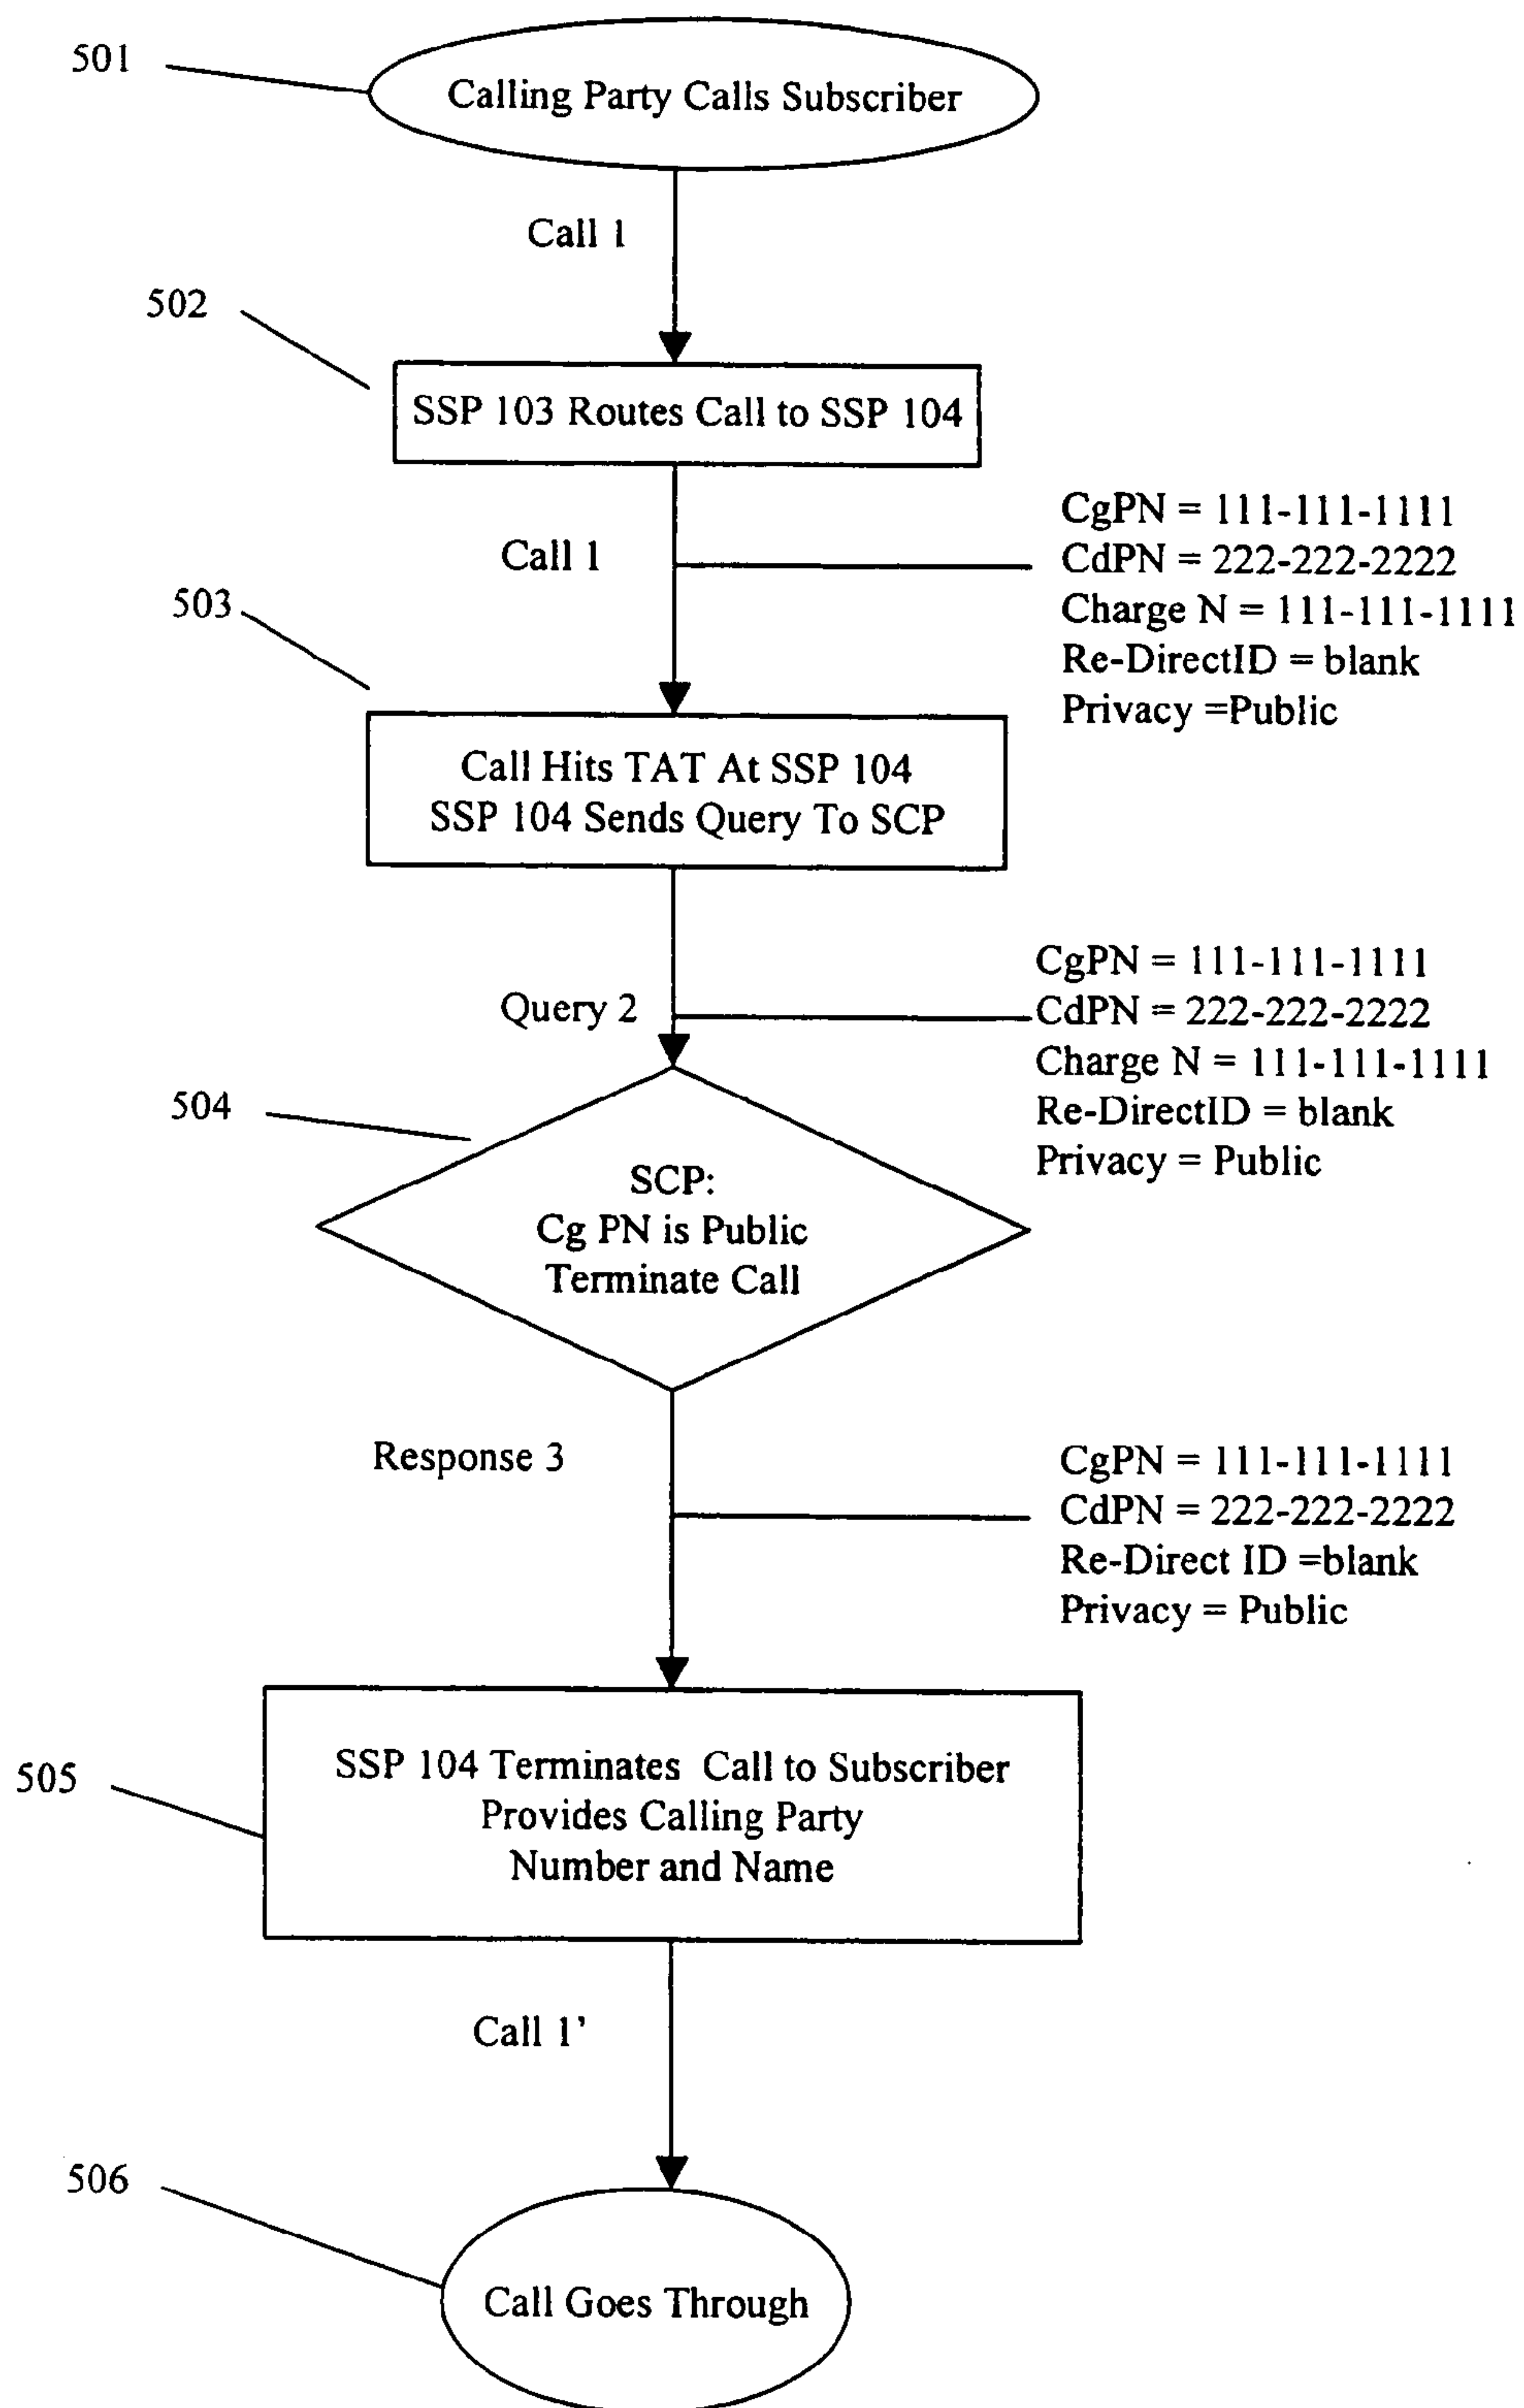 501
Calling Party Calls Subscriber
Call 1
502
SSP 103 Routes Call to SSP 104
CgPN = 111-111-1111
CdPN = 222-222-2222
Charge N = 111-111-1111
Re-DirectID = blank
Privacy =Public
Call 1
503
Call Hits TAT At SSP 104
SSP 104 Sends Query To SCP
CgPN = 111-111-1111
CdPN = 222-222-2222
Charge N = 111-111-1111
Re-DirectID = blank
Privacy = Public
Query 2
504
SCP:
Cg PN is Public
Terminate Call
Response 3
CgPN = 111-111-1111
CdPN = 222-222-2222
Re-Direct ID =blank
Privacy = Public
505
SSP 104 Terminates Call to Subscriber
Provides Calling Party
Number and Name
Call 1'
506
Call Goes Through